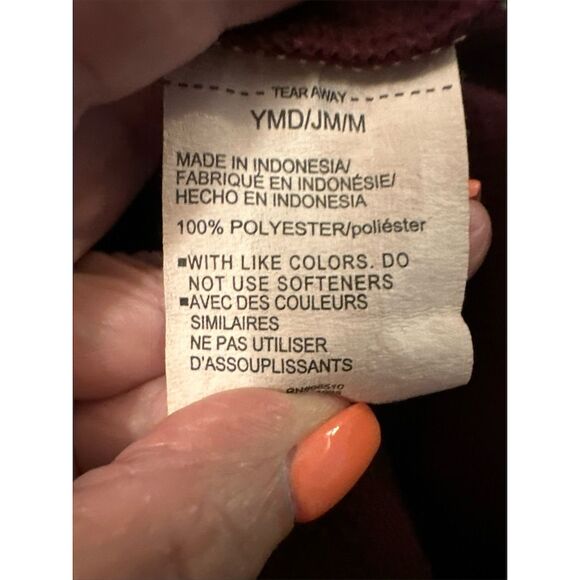 TEAR AWAY
YMD/JM/M
MADE IN INDONESIA/
FABRIQUÉ EN INDONÉSIE/
HECHO EN INDONESIA
100% POLYESTER/poliéster
▪WITH LIKE COLORS. DO
NOT USE SOFTENERS
▪AVEC DES COULEURS
SIMILAIRES
NE PAS UTILISER
D'ASSOUPLISSANTS